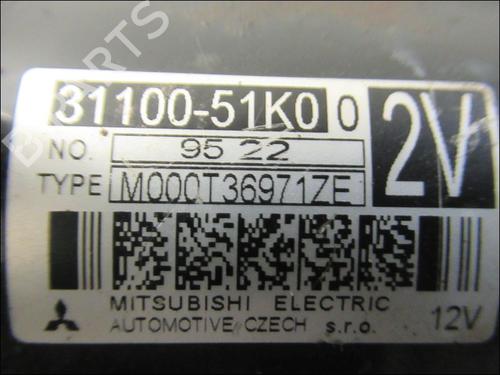 31100-51K0 0 2V
NO. 95 22
TYPE M000T36971ZE
MITSUBISHI ELECTRIC
AUTOMOTIVE CZECH s.r.o. 12V